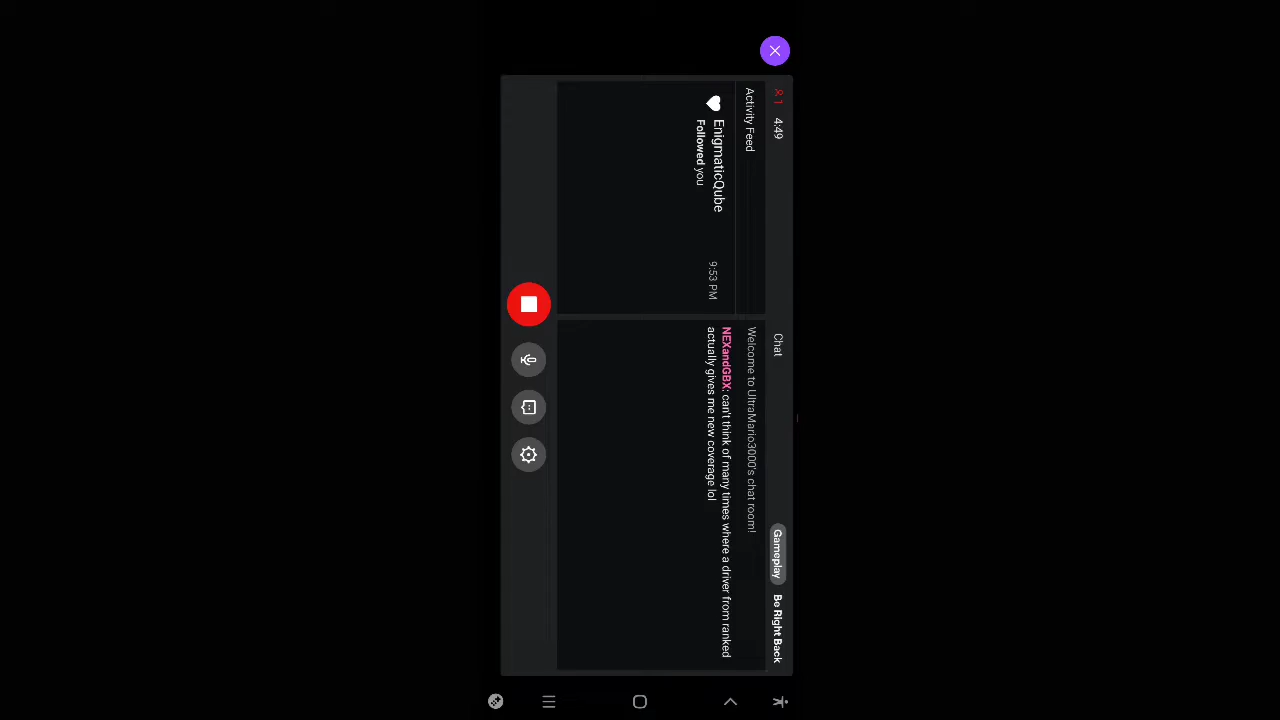 1 4:49
Activity Feed
EnigmaticQube
Followed you
9:53 PM
Chat
Gameplay
Be Right Back
Welcome to UltraMario3000's chat room!
NEXandGBX: can't think of many times where a driver from ranked
actually gives me new coverage lol